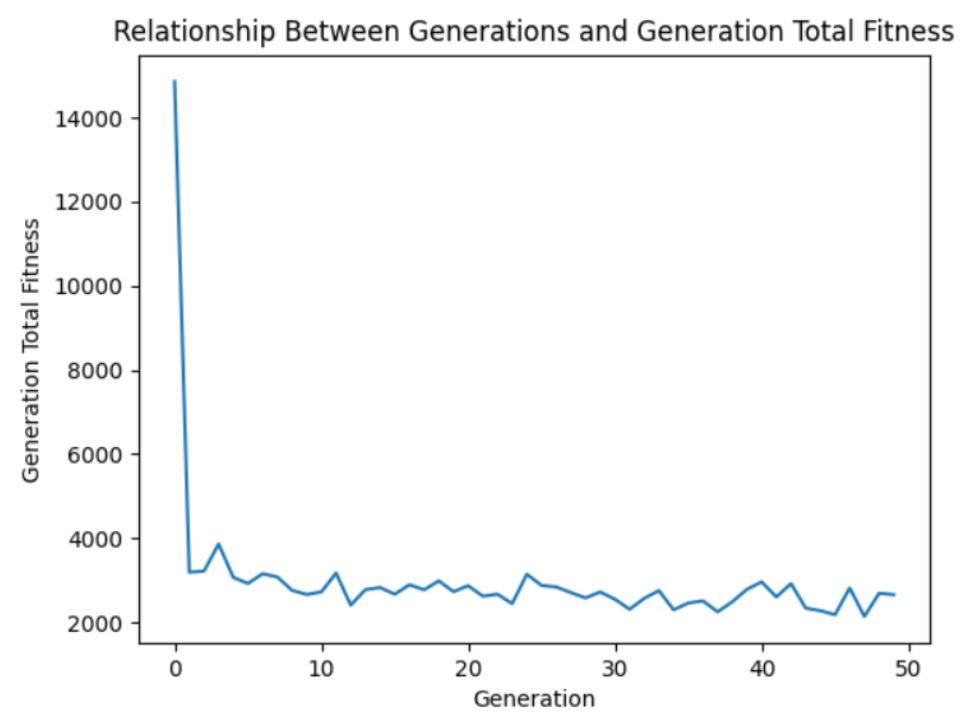 Relationship Between Generations and Generation Total Fitness
14000
12000
10000
8000
6000
4000
2000
Generation Total Fitness
0 10 20 30 40 50
Generation